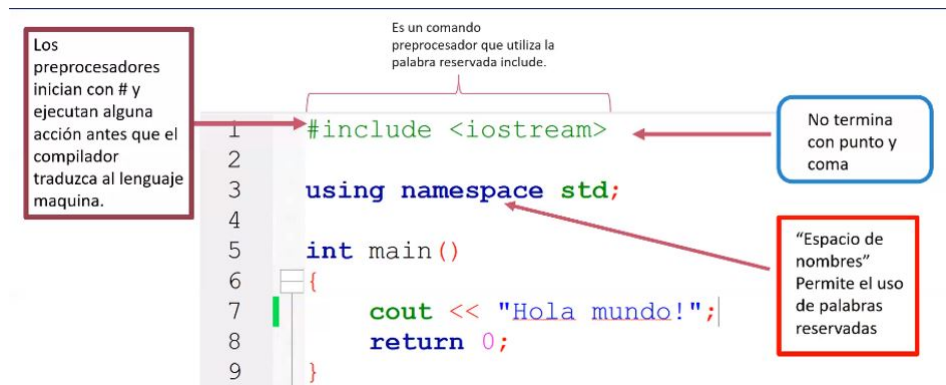 Es un comando
preprocesador que utiliza la
palabra reservada include.
Los
preprocesadores
inician con # y
ejecutan alguna
acción antes que el
compilador
traduzca al lenguaje
maquina.
No termina
con punto y
coma
“Espacio de
nombres”
Permite el uso
de palabras
reservadas
1 #include <iostream>
2
3 using namespace std;
4
5 int main()
6 {
7 cout << "Hola mundo!";
8 return 0;
9 }